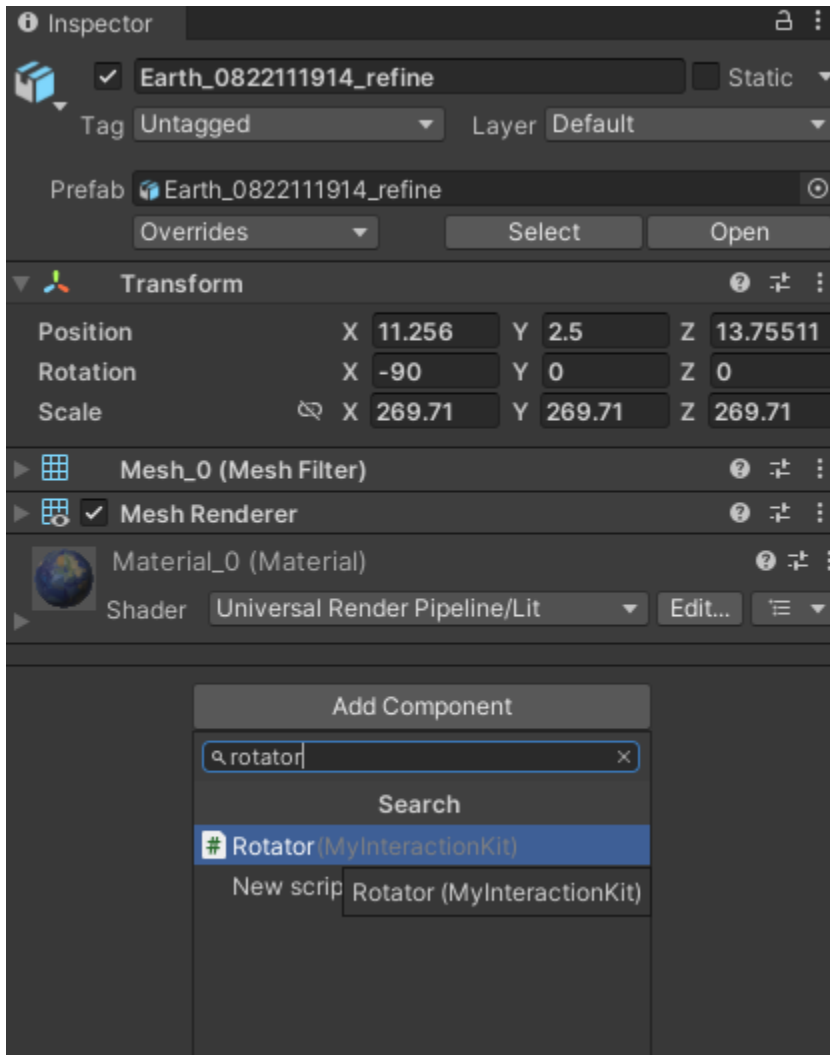 Inspector
Earth_0822111914_refine Static
Tag Untagged Layer Default
Prefab Earth_0822111914_refine
Overrides Select Open
Transform
Position X 11.256 Y 2.5 Z 13.75511
Rotation X -90 Y 0 Z 0
Scale X 269.71 Y 269.71 Z 269.71
Mesh_0 (Mesh Filter)
Mesh Renderer
Material_0 (Material)
Shader Universal Render Pipeline/Lit Edit...
Add Component
rotator
Search
# Rotator (MyInteractionKit)
New scrip
Rotator (MyInteractionKit)